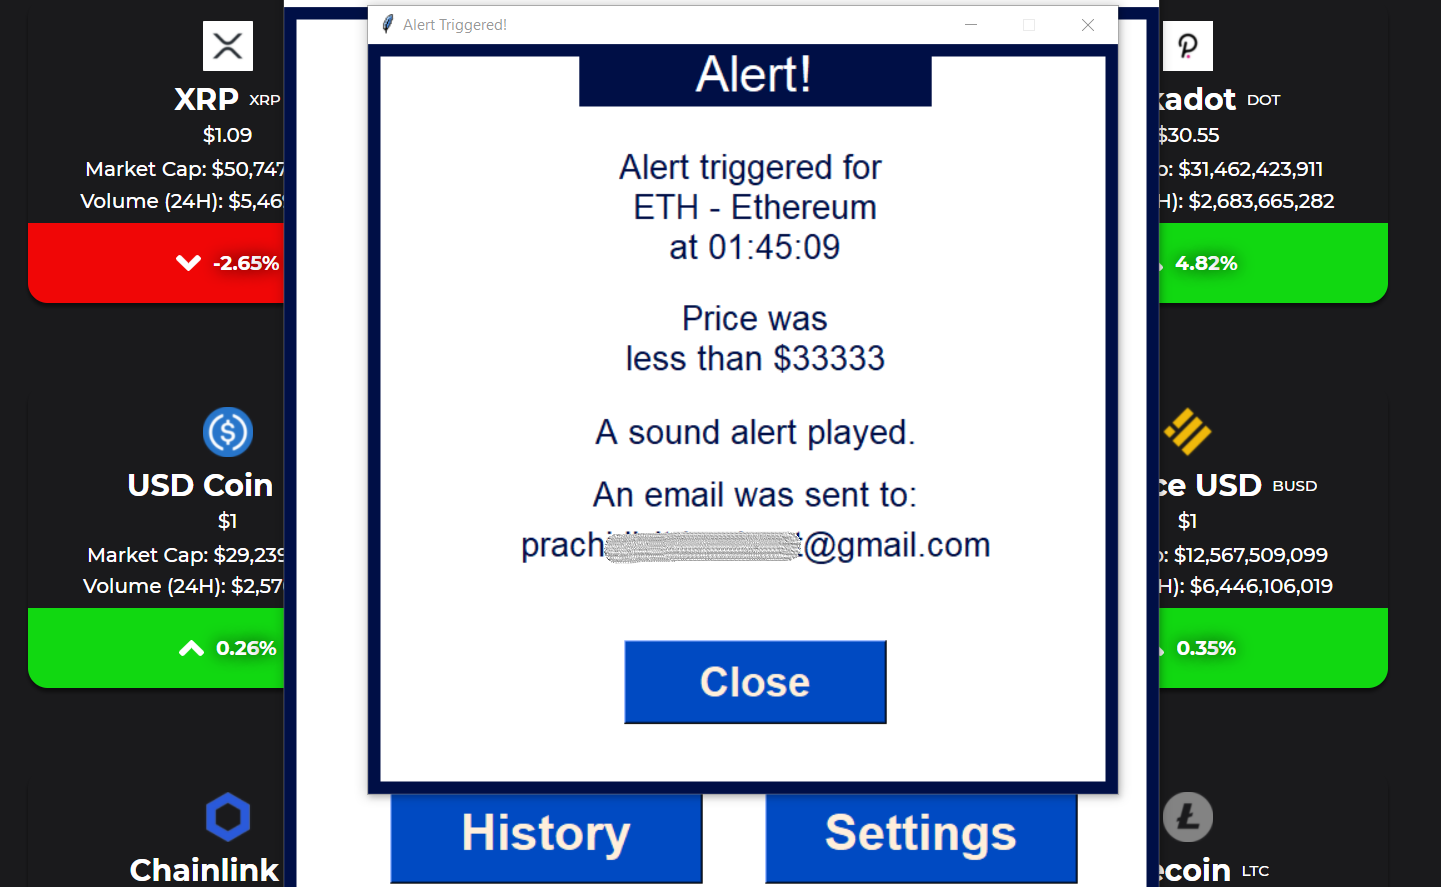 Alert Triggered!
Alert!
Alert triggered for
ETH - Ethereum
at 01:45:09
Price was
less than $33333
A sound alert played.
An email was sent to:
@gmail.com
Close
History
Settings
XRP XRP
$1.09
Market Cap: $50,747
Volume (24H): $5,46
-2.65%
kadot DOT
$30.55
: $31,462,423,911
H): $2,683,665,282
4.82%
USD Coin
$1
Market Cap: $29,239
Volume (24H): $2,57
0.26%
ce USD BUSD
$1
: $12,567,509,099
H): $6,446,106,019
0.35%
Chainlink
ecoin LTC